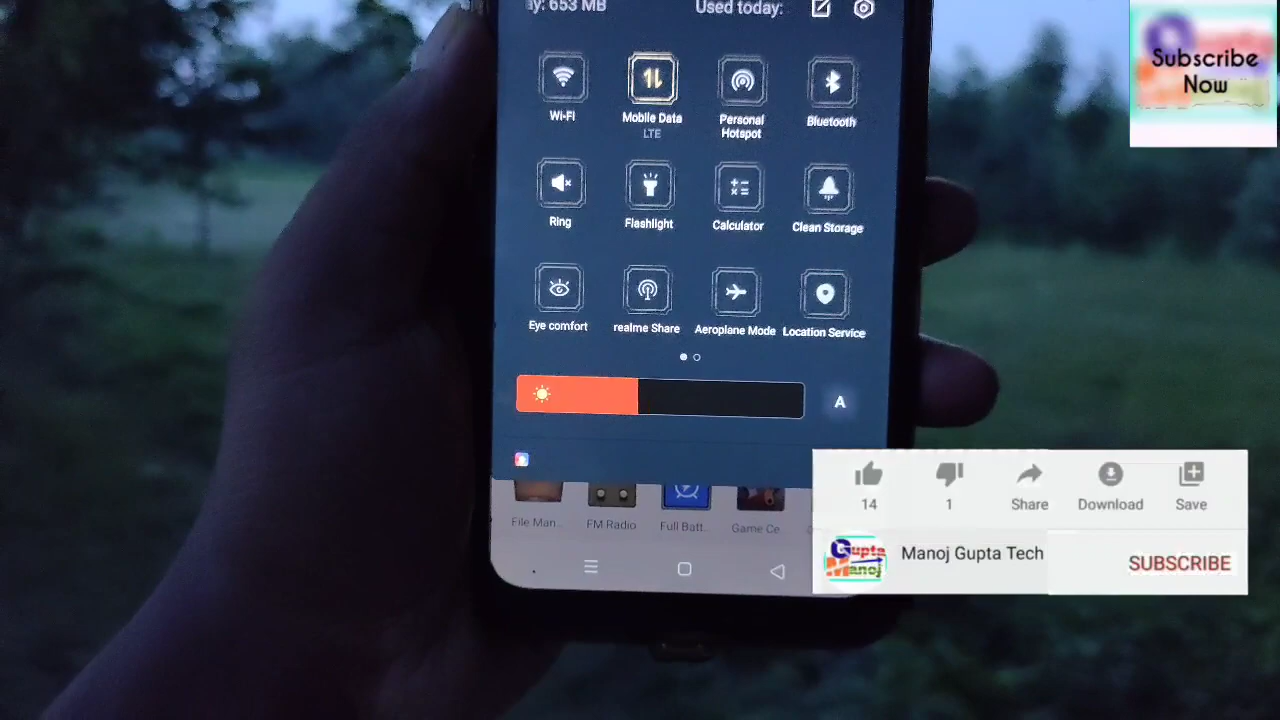 ay: 653 MB
Used today:
Subscribe
Now
Wi-Fi
Mobile Data
LTE
Personal
Hotspot
Bluetooth
Ring
Flashlight
Calculator
Clean Storage
Eye comfort
realme Share
Aeroplane Mode
Location Service
A
File Man...
FM Radio
Full Batt...
Game Ce...
14
1
Share
Download
Save
Gupta
Manoj
Manoj Gupta Tech
SUBSCRIBE